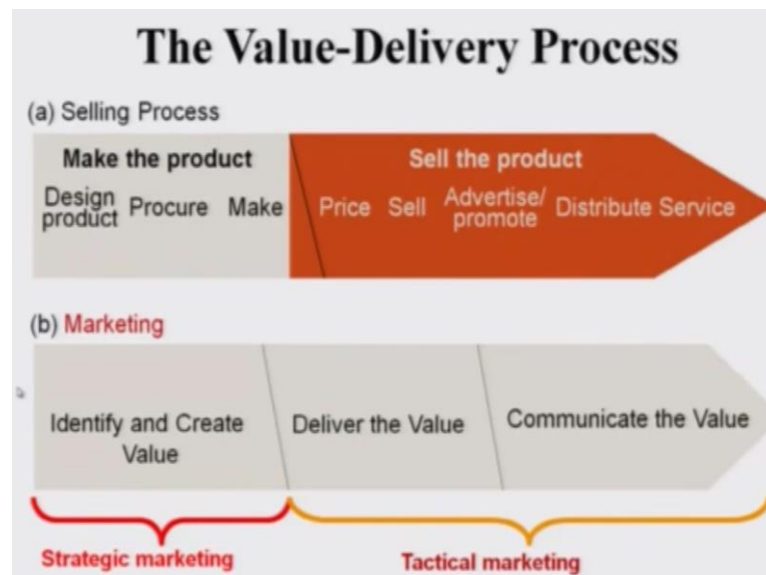 The Value-Delivery Process
(a) Selling Process
Make the product
Sell the product
Design
product
Procure
Make
Price
Sell
Advertise/
promote
Distribute
Service
(b) Marketing
Identify and Create
Value
Deliver the Value
Communicate the Value
Strategic marketing
Tactical marketing